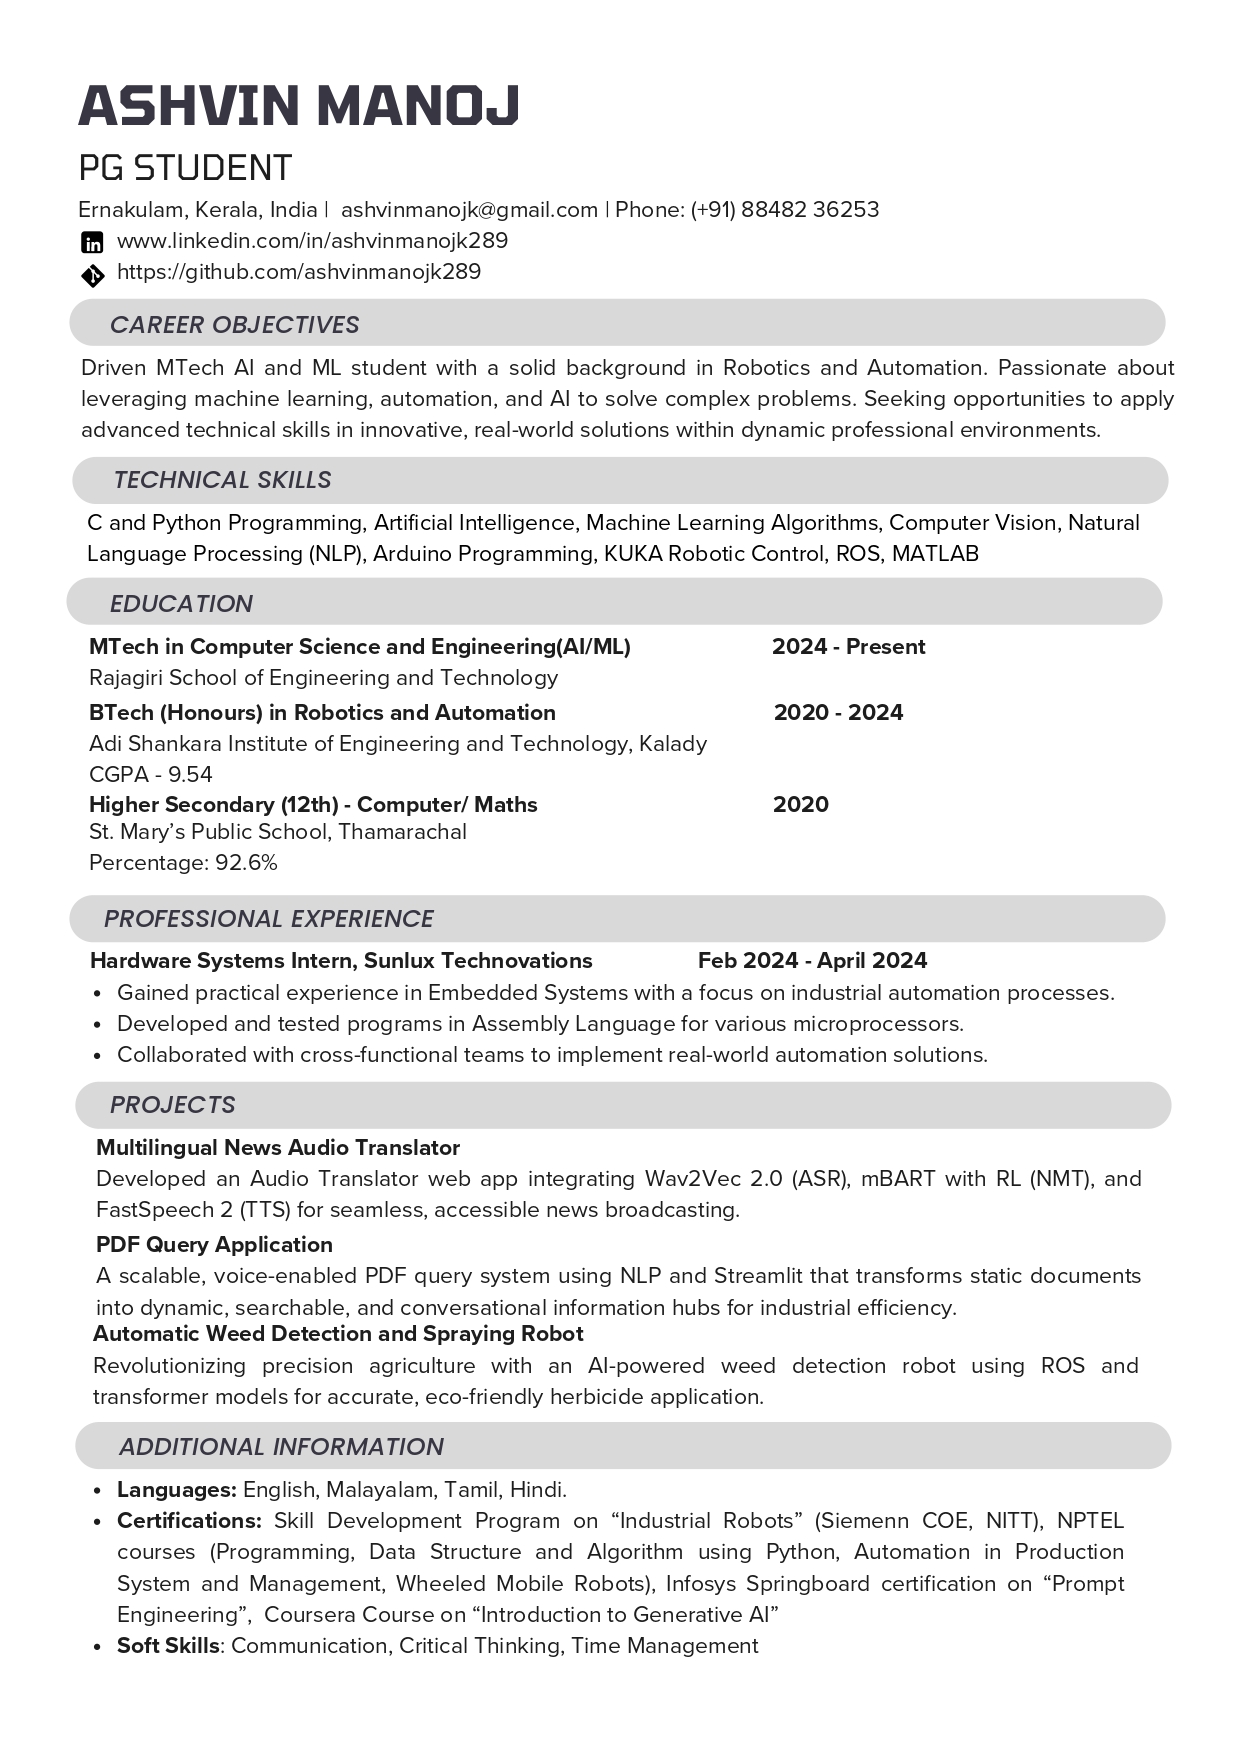 ASHVIN MANOJ
PG STUDENT
Ernakulam, Kerala, India | ashvinmanojk@gmail.com | Phone: (+91) 88482 36253
www.linkedin.com/in/ashvinmanojk289
https://github.com/ashvinmanojk289
CAREER OBJECTIVES
Driven MTech AI and ML student with a solid background in Robotics and Automation. Passionate about
leveraging machine learning, automation, and AI to solve complex problems. Seeking opportunities to apply
advanced technical skills in innovative, real-world solutions within dynamic professional environments.
TECHNICAL SKILLS
C and Python Programming, Artificial Intelligence, Machine Learning Algorithms, Computer Vision, Natural
Language Processing (NLP), Arduino Programming, KUKA Robotic Control, ROS, MATLAB
EDUCATION
MTech in Computer Science and Engineering(AI/ML) 2024 - Present
Rajagiri School of Engineering and Technology
BTech (Honours) in Robotics and Automation 2020 - 2024
Adi Shankara Institute of Engineering and Technology, Kalady
CGPA - 9.54
Higher Secondary (12th) - Computer/ Maths 2020
St. Mary’s Public School, Thamarachal
Percentage: 92.6%
PROFESSIONAL EXPERIENCE
Hardware Systems Intern, Sunlux Technovations Feb 2024 - April 2024
• Gained practical experience in Embedded Systems with a focus on industrial automation processes.
• Developed and tested programs in Assembly Language for various microprocessors.
• Collaborated with cross-functional teams to implement real-world automation solutions.
PROJECTS
Multilingual News Audio Translator
Developed an Audio Translator web app integrating Wav2Vec 2.0 (ASR), mBART with RL (NMT), and
FastSpeech 2 (TTS) for seamless, accessible news broadcasting.
PDF Query Application
A scalable, voice-enabled PDF query system using NLP and Streamlit that transforms static documents
into dynamic, searchable, and conversational information hubs for industrial efficiency.
Automatic Weed Detection and Spraying Robot
Revolutionizing precision agriculture with an AI-powered weed detection robot using ROS and
transformer models for accurate, eco-friendly herbicide application.
ADDITIONAL INFORMATION
• Languages: English, Malayalam, Tamil, Hindi.
• Certifications: Skill Development Program on “Industrial Robots” (Siemenn COE, NITT), NPTEL
courses (Programming, Data Structure and Algorithm using Python, Automation in Production
System and Management, Wheeled Mobile Robots), Infosys Springboard certification on “Prompt
Engineering”, Coursera Course on “Introduction to Generative AI”
• Soft Skills: Communication, Critical Thinking, Time Management